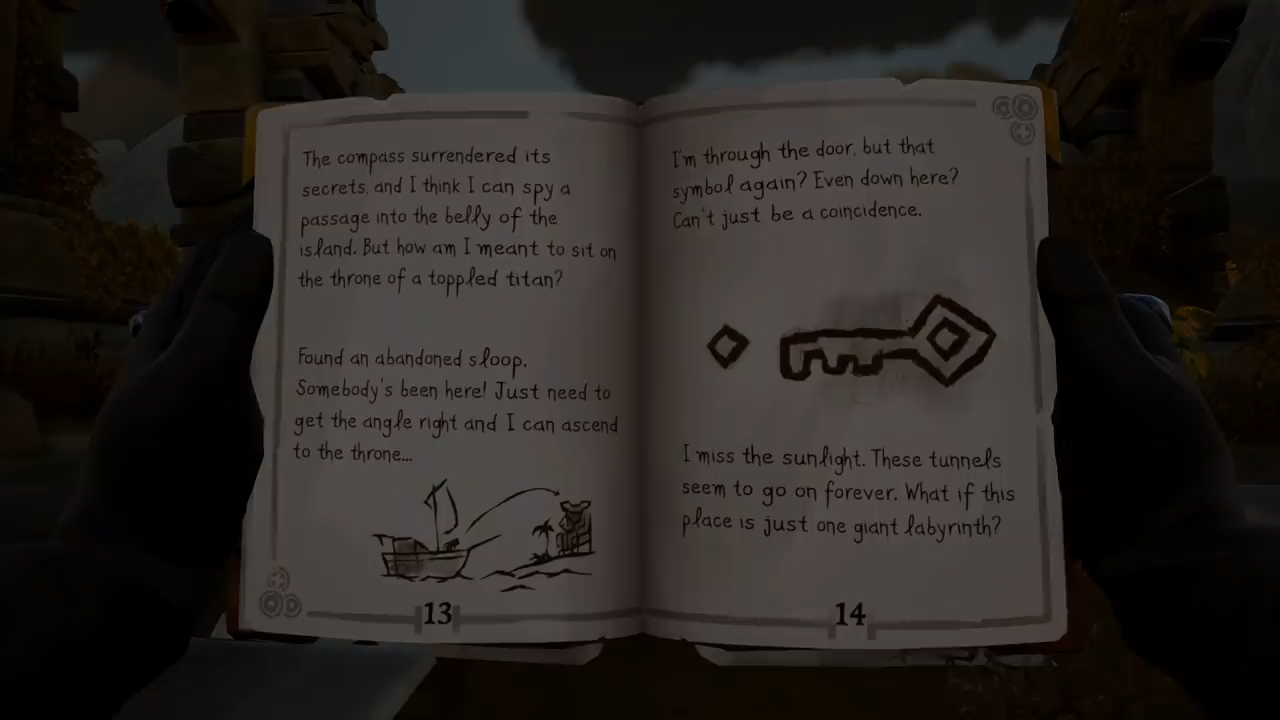 The compass surrendered its
secrets, and I think I can spy a
passage into the belly of the
island. But how am I meant to sit on
the throne of a toppled titan?
Found an abandoned sloop.
Somebody's been here! Just need to
get the angle right and I can ascend
to the throne...
13
I'm through the door, but that
symbol again? Even down here?
Can't just be a coincidence.
I miss the sunlight. These tunnels
seem to go on forever. What if this
place is just one giant labyrinth?
14